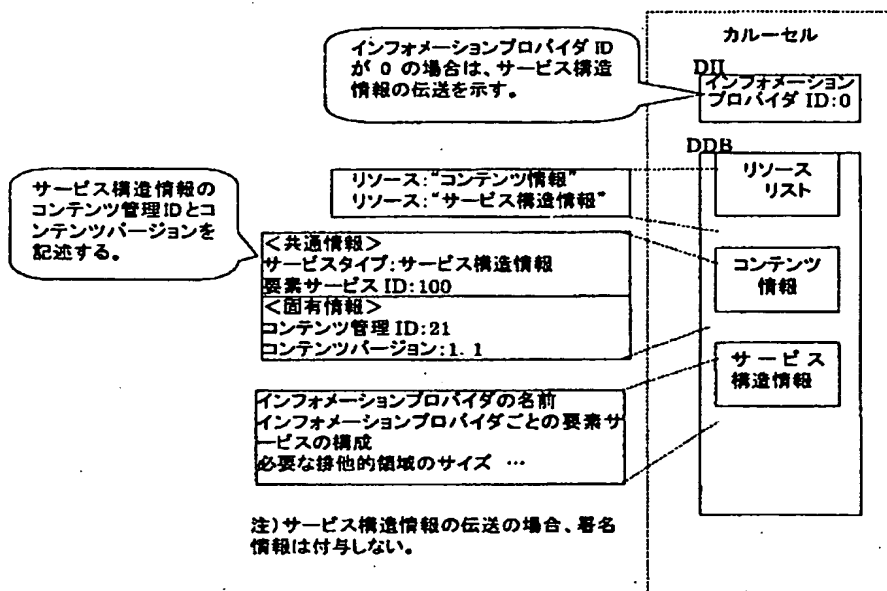 カルーセル
インフォメーションプロバイダ ID
が 0 の場合は、サービス構造
情報の伝送を示す。
DII
インフォメーション
プロバイダ ID:0
DDB
リソース
リスト
リソース:“コンテンツ情報”
リソース:“サービス構造情報”
サービス構造情報の
コンテンツ管理IDとコ
ンテンツバージョンを
記述する。
<共通情報>
サービスタイプ:サービス構造情報
要素サービス ID:100
<固有情報>
コンテンツ管理 ID:21
コンテンツバージョン:1. 1
コンテンツ
情報
サ ー ビ ス
構造情報
インフォメーションプロバイダの名前
インフォメーションプロバイダごとの要素サ
ービスの構成
必要な排他的領域のサイズ …
注)サービス構造情報の伝送の場合、署名
情報は付与しない。